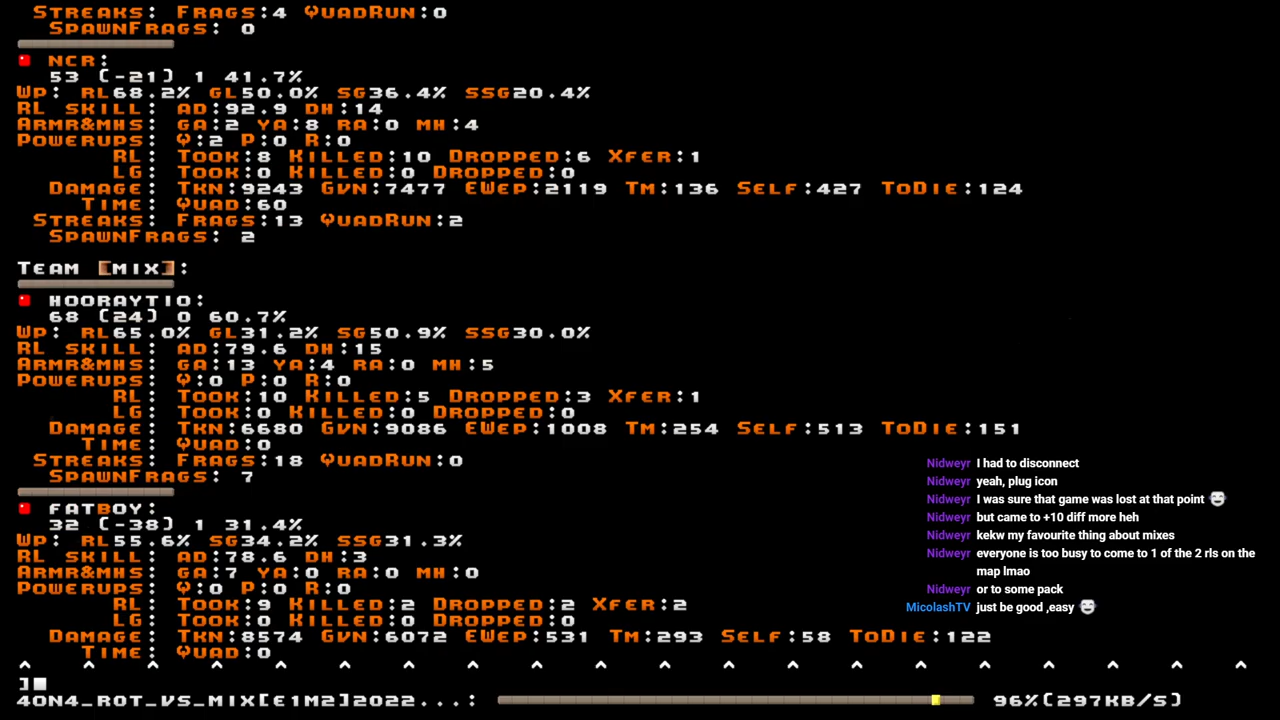 Streaks: Frags:4 QuadRun:0
SpawnFrags: 0
NCR:
53 (-21) 1 41.7%
Wp: RL68.2% GL50.0% SG36.4% SSG20.4%
RL skill: AD:92.9 DH:14
Armr&mhs: GA:2 YA:8 RA:0 MH:4
Powerups: Q:2 P:0 R:0
RL: Took:8 Killed:10 Dropped:6 Xfer:1
LG: Took:0 Killed:0 Dropped:0
Damage: Tkn:9243 Gvn:7477 EWep:2119 Tm:136 Self:427 ToDie:124
Time: Quad:60
Streaks: Frags:13 QuadRun:2
SpawnFrags: 2
Team [MIX]:
HOORAYTIO:
68 (24) 0 60.7%
Wp: RL65.0% GL31.2% SG50.9% SSG30.0%
RL skill: AD:79.6 DH:15
Armr&mhs: GA:13 YA:4 RA:0 MH:5
Powerups: Q:0 P:0 R:0
RL: Took:10 Killed:5 Dropped:3 Xfer:1
LG: Took:0 Killed:0 Dropped:0
Damage: Tkn:6680 Gvn:9086 EWep:1008 Tm:254 Self:513 ToDie:151
Time: Quad:0
Streaks: Frags:18 QuadRun:0
SpawnFrags: 7
FATBOY:
32 (-38) 1 31.4%
Wp: RL55.6% SG34.2% SSG31.3%
RL skill: AD:78.6 DH:3
Armr&mhs: GA:7 YA:0 RA:0 MH:0
Powerups: Q:0 P:0 R:0
RL: Took:9 Killed:2 Dropped:2 Xfer:2
LG: Took:0 Killed:0 Dropped:0
Damage: Tkn:8574 Gvn:6072 EWep:531 Tm:293 Self:58 ToDie:122
Time: Quad:0
^ ^ ^ ^ ^ ^ ^ ^ ^ ^ ^ ^ ^ ^ ^ ^ ^ ^ ^ ^
]
4ON4_ROT_VS_MIX[E1M2]2022...: 96%(297KB/S)
Nidweyr I had to disconnect
Nidweyr yeah, plug icon
Nidweyr I was sure that game was lost at that point
Nidweyr but came to +10 diff more heh
Nidweyr kekw my favourite thing about mixes
Nidweyr everyone is too busy to come to 1 of the 2 rls on the
map lmao
Nidweyr or to some pack
MicolashTV just be good ,easy